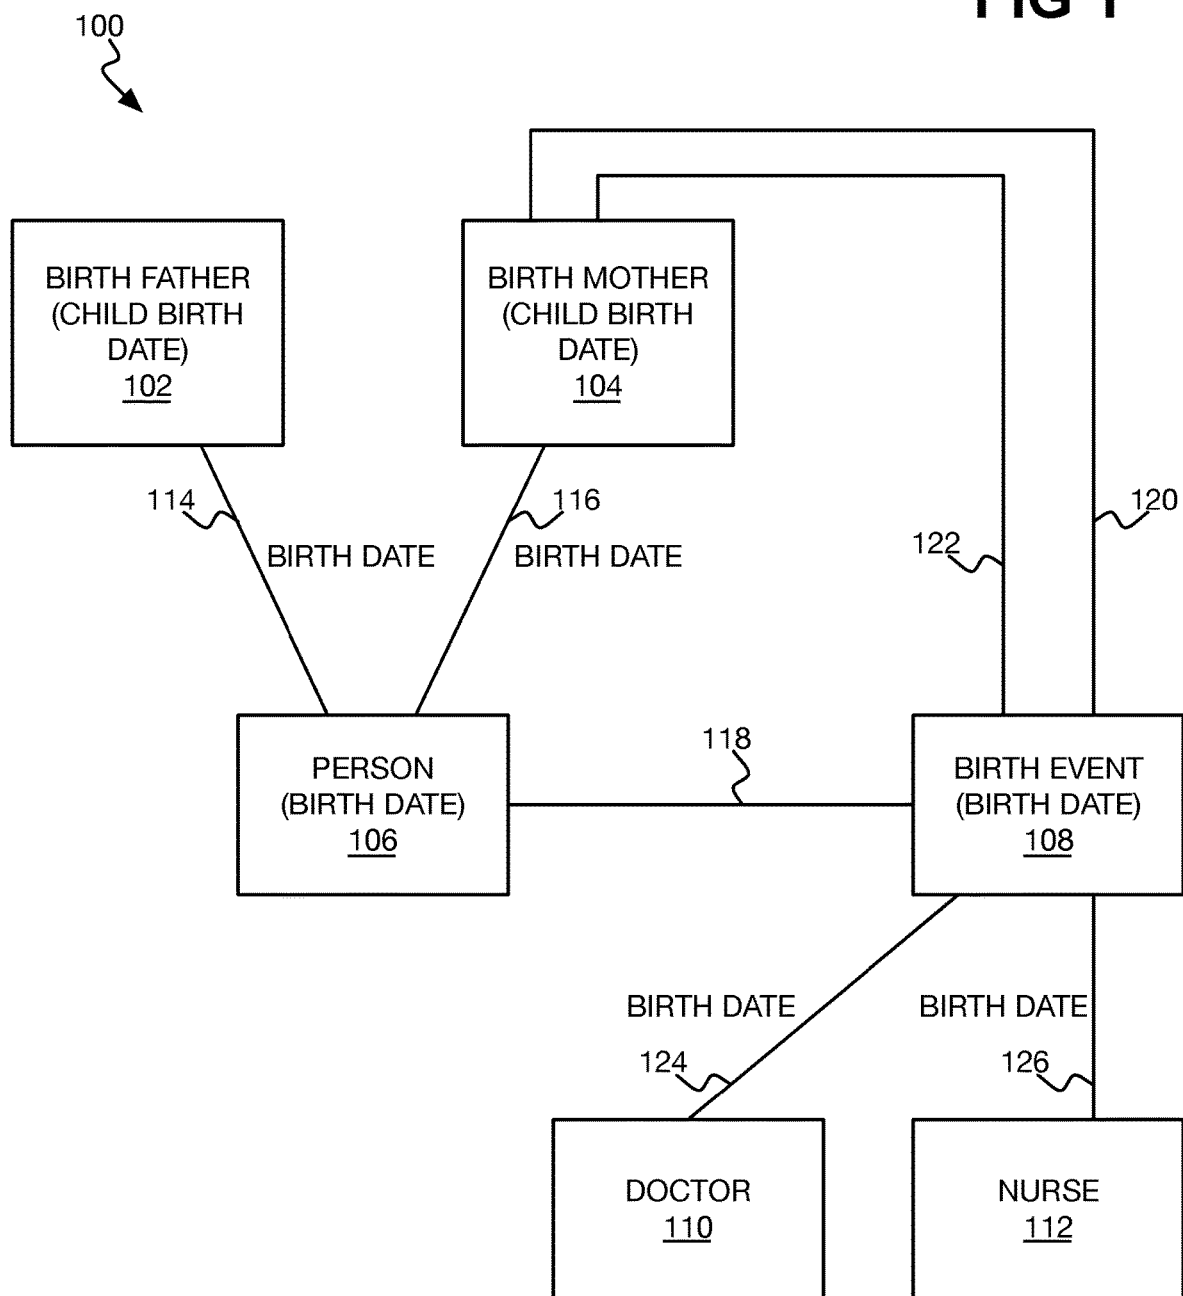 FIG 1
100
BIRTH FATHER
(CHILD BIRTH
DATE)
102
BIRTH MOTHER
(CHILD BIRTH
DATE)
104
114
116
120
BIRTH DATE
BIRTH DATE
122
118
PERSON
(BIRTH DATE)
106
BIRTH EVENT
(BIRTH DATE)
108
BIRTH DATE
BIRTH DATE
124
126
DOCTOR
110
NURSE
112